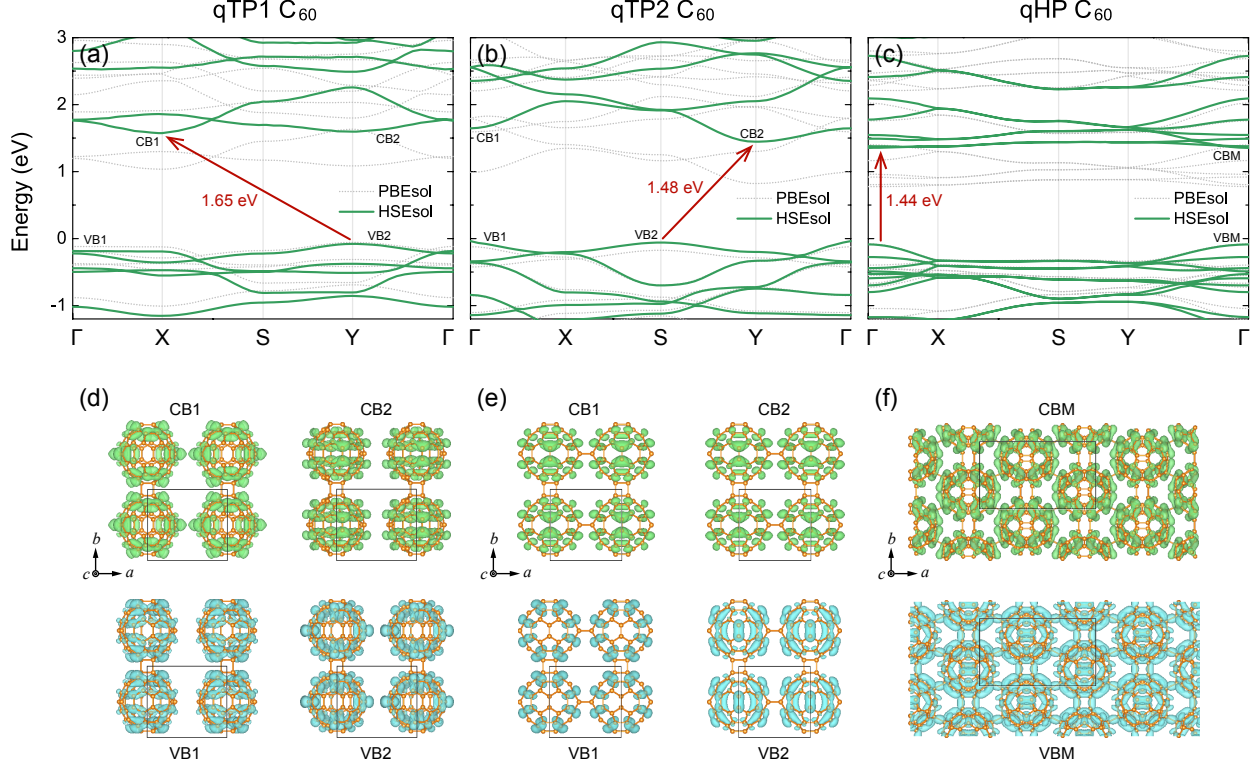 qTP1 C60
qTP2 C60
qHP C60
Energy (eV)
3
2
1
0
-1
(a)
CB1
CB2
1.65 eV
PBEsol
HSEsol
VB1
VB2
Γ X S Y Γ
(b)
CB1
CB2
1.48 eV
PBEsol
HSEsol
VB1
VB2
Γ X S Y Γ
(c)
CBM
1.44 eV
PBEsol
HSEsol
VBM
Γ X S Y Γ
(d)
CB1 CB2
b
c a
VB1 VB2
(e)
CB1 CB2
b
c a
VB1 VB2
(f)
CBM
b
c a
VBM